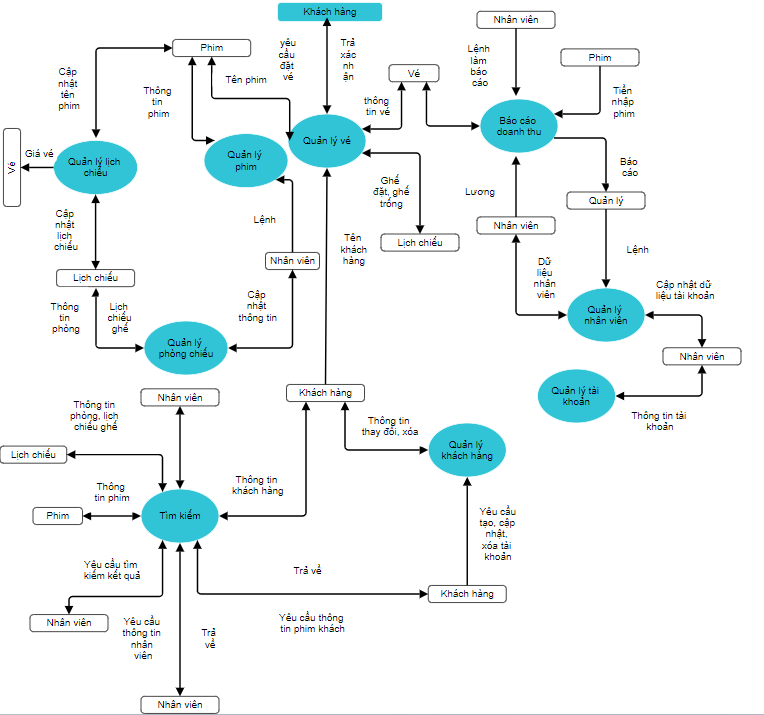 Khách hàng
Nhân viên
Phim
yêu
cầu
đặt
vé
Trả
xác
nh
ận
Lệnh
làm
báo
cáo
Phim
Cập
nhật
tên
phim
Thông
tin
phim
Tên phim
Vé
Tiền
nhập
phim
thông
tin vé
Báo cáo
doanh thu
Vé
Giá vé
Quản lý lịch
chiếu
Quản lý
phim
Quản lý vé
Báo
cáo
Ghế
đặt, ghế
trống
Lương
Quản lý
Cập
nhật
lịch
chiếu
Lệnh
Tên
khách
hàng
Lịch chiếu
Nhân viên
Lệnh
Lịch chiếu
Nhân viên
Dữ
liệu
nhân
viên
Cập nhật dữ
liệu tài khoản
Thông
tin
phòng
Lịch
chiếu
ghế
Cập
nhật
thông tin
Quản lý
nhân viên
Quản lý
phòng chiếu
Nhân viên
Nhân viên
Khách hàng
Quản lý tài
khoản
Thông tin tài
khoản
Thông tin
phòng, lịch
chiếu ghế
Thông tin
thay đổi, xóa
Quản lý
khách hàng
Lịch chiếu
Thông
tin phim
Thông tin
khách hàng
Phim
Tìm kiếm
Yêu cầu
tạo, cập
nhật,
xóa tài
khoản
Yêu cầu tìm
kiếm kết quả
Trả về
Khách hàng
Nhân viên
Yêu cầu
thông tin
nhân
viên
Trả
về
Yêu cầu thông
tin phim khách
Nhân viên